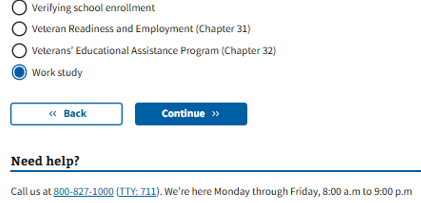 Verifying school enrollment
Veteran Readiness and Employment (Chapter 31)
Veterans' Educational Assistance Program (Chapter 32)
Work study
« Back
Continue »
Need help?
Call us at 800-827-1000 (TTY: 711). We're here Monday through Friday, 8:00 a.m to 9:00 p.m